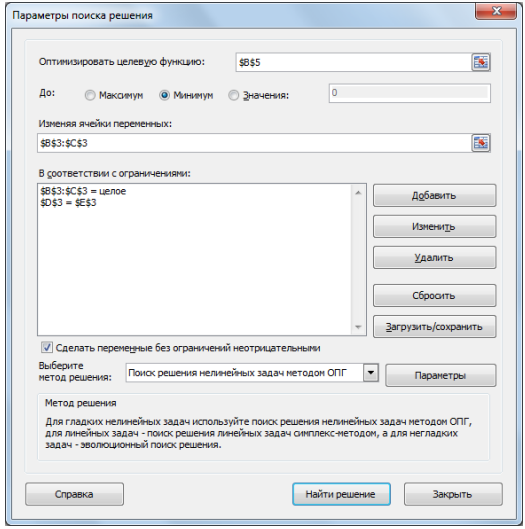 Параметры поиска решения
Оптимизировать целевую функцию: $B$5
До: Максимум Минимум Значения: 0
Изменяя ячейки переменных:
$B$3:$C$3
В соответствии с ограничениями:
$B$3:$C$3 = целое
$D$3 = $E$3
Добавить
Изменить
Удалить
Сбросить
Загрузить/сохранить
Сделать переменные без ограничений неотрицательными
Выберите
метод решения:
Поиск решения нелинейных задач методом ОПГ
Параметры
Метод решения
Для гладких нелинейных задач используйте поиск решения нелинейных задач методом ОПГ,
для линейных задач - поиск решения линейных задач симплекс-методом, а для негладких
задач - эволюционный поиск решения.
Справка
Найти решение
Закрыть